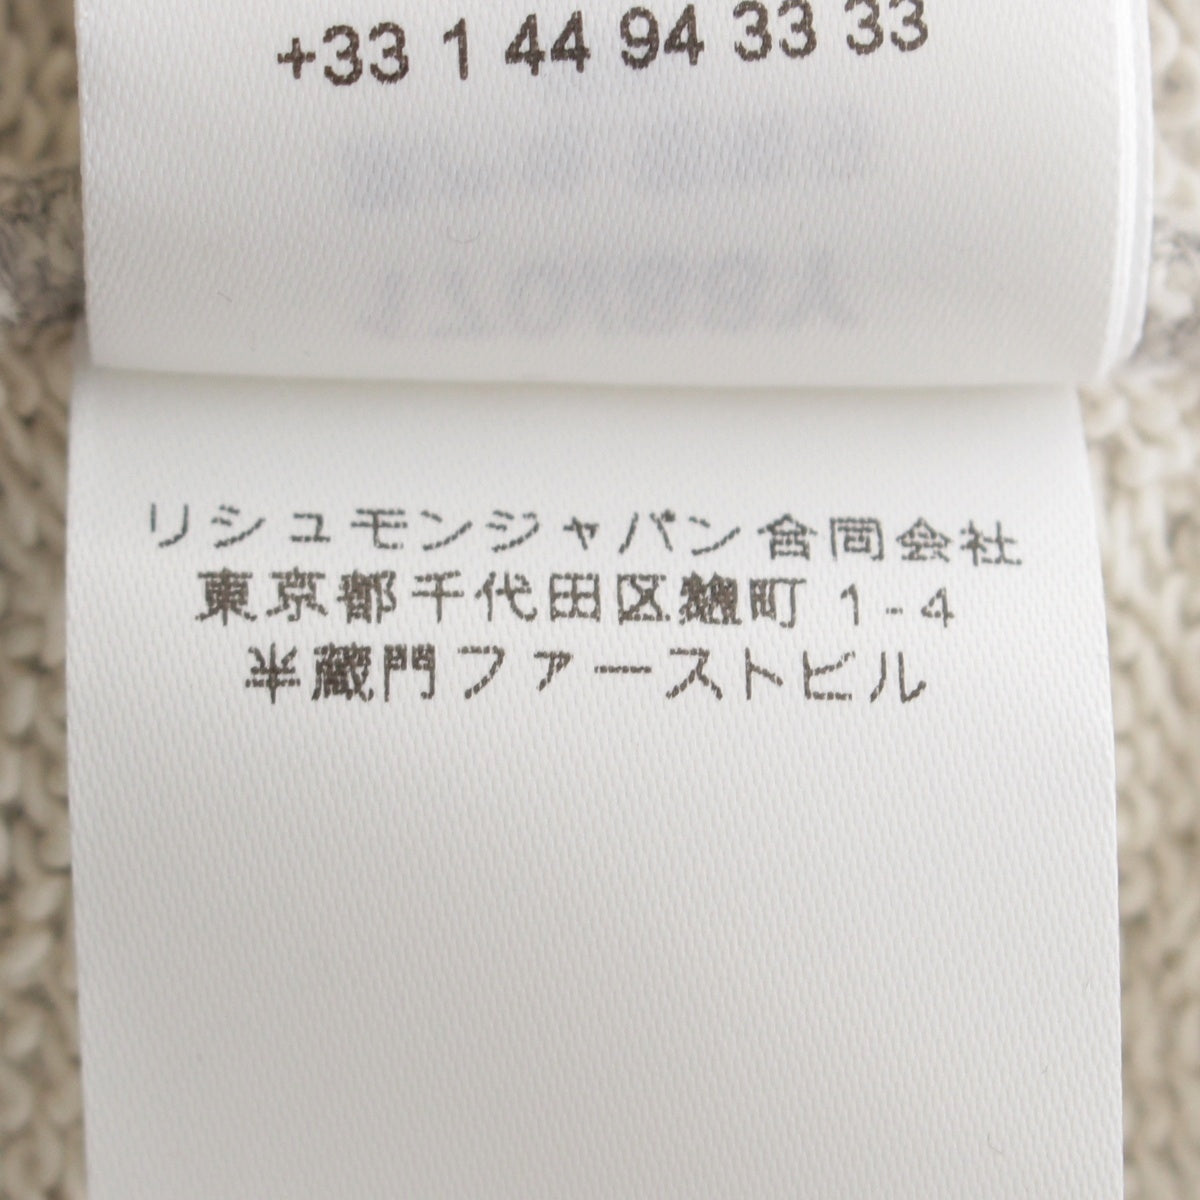 +33 1 44 94 33 33
リシュモンジャパン合同会社
東京都千代田区麹町 1-4
半蔵門ファーストビル